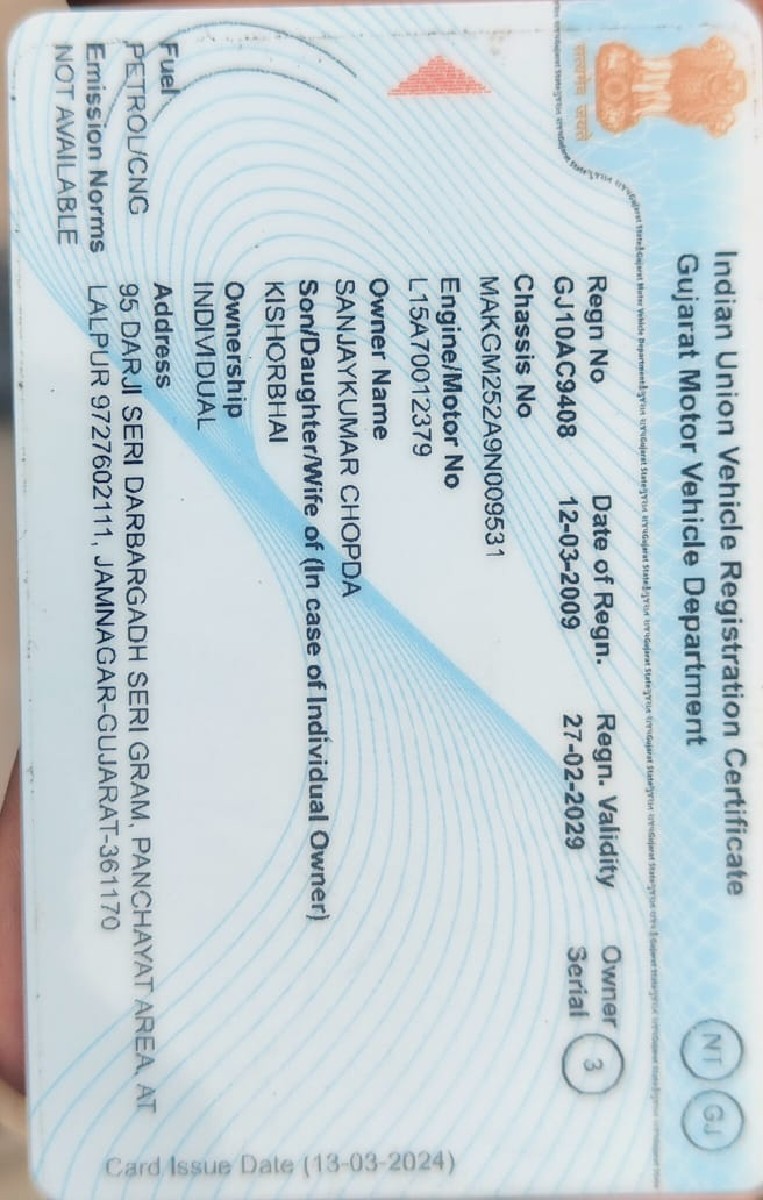 Indian Union Vehicle Registration Certificate
Gujarat Motor Vehicle Department
NT GJ
सत्यमेव जयते
Regn No Date of Regn. Regn. Validity Owner
GJ10AC9408 12-03-2009 27-02-2029 Serial 3
Chassis No
MAKGM252A9N009531
Engine/Motor No
L15A70012379
Owner Name
SANJAYKUMAR CHOPDA
Son/Daughter/Wife of (In case of Individual Owner)
KISHORBHAI
Ownership
INDIVIDUAL
Fuel
PETROL/CNG
Emission Norms
NOT AVAILABLE
Address
95 DARJI SERI DARBARGADH SERI GRAM, PANCHAYAT AREA, AT
LALPUR 9727602111, JAMNAGAR-GUJARAT-361170
Card Issue Date (13-03-2024)